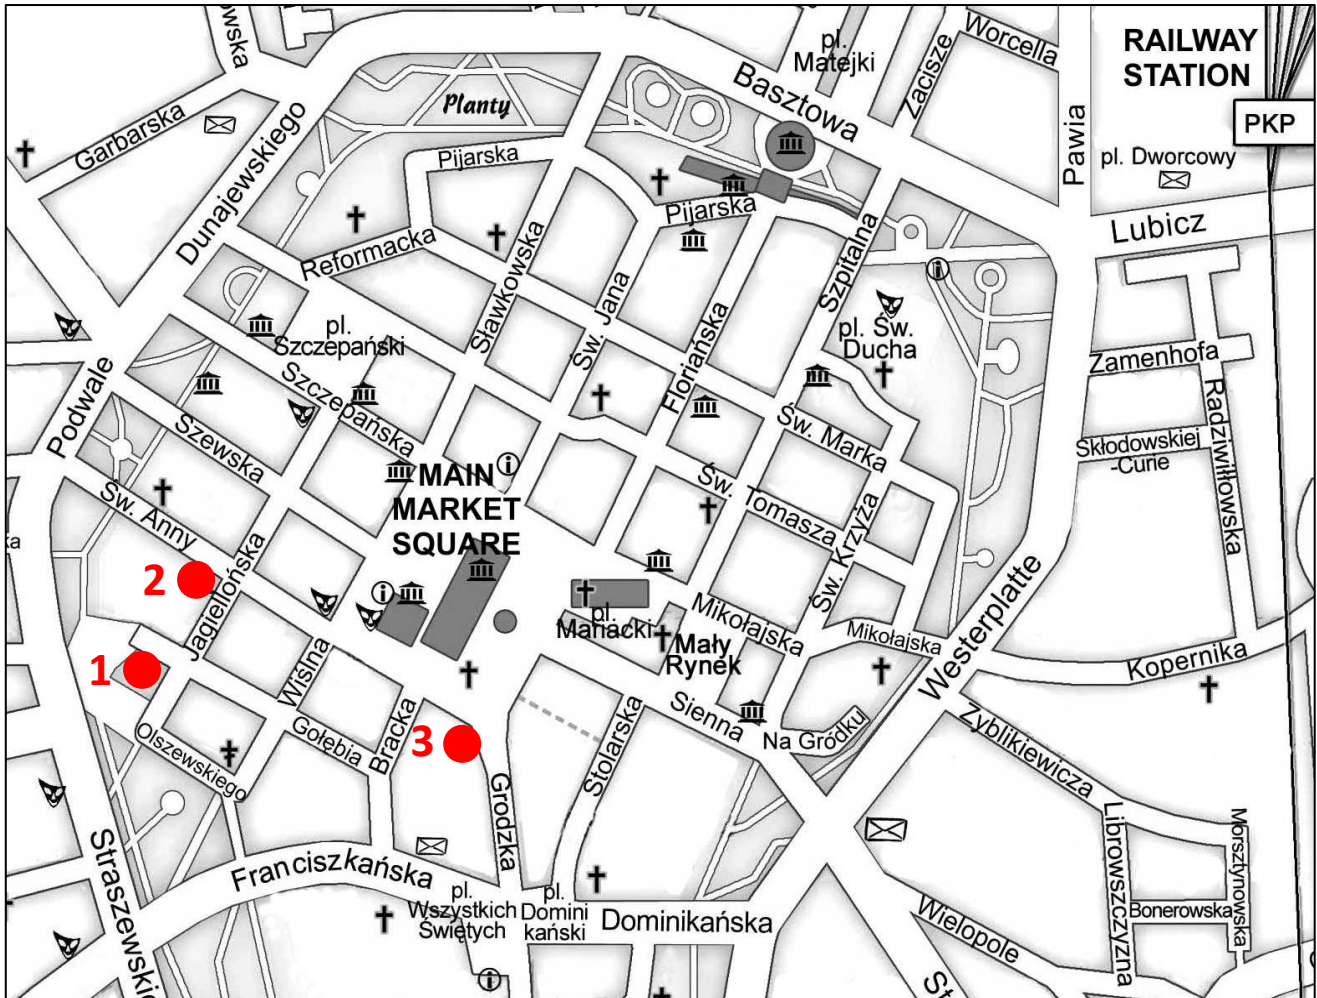 owska
Garbarska
Dunajewskiego
Planty
Pijarska
Reformacka
pl.
Matejki
Basztowa
Zacisze
Worcella
Pawia
RAILWAY
STATION
PKP
pl. Dworcowy
Lubicz
Pijarska
Sławkowska
Św. Jana
Floriańska
Szpitalna
pl. Św.
Ducha
Zamenhofa
Radziwiłłowska
Skłodowskiej
-Curie
pl.
Szczepański
Szczepańska
Podwale
Szewska
Św. Anny
MAIN
MARKET
SQUARE
Św. Marka
Św. Tomasza
Św. Krzyża
Westerplatte
ka
2
Jagiellońska
1
Wiślna
pl.
Mariacki
Mały
Rynek
Mikołajska
Mikołajska
Kopernika
Sienna
Na Gródku
Zyblikiewicza
3
Bracka
Gołębia
Olszewskiego
Stolarska
Grodzka
Straszewskie
Franciszkańska
pl.
Wszystkich
Świętych
pl.
Domini
kański
Dominikańska
Wielopole
Librowszczyzna
Bonerowska
Morsztynowska
St